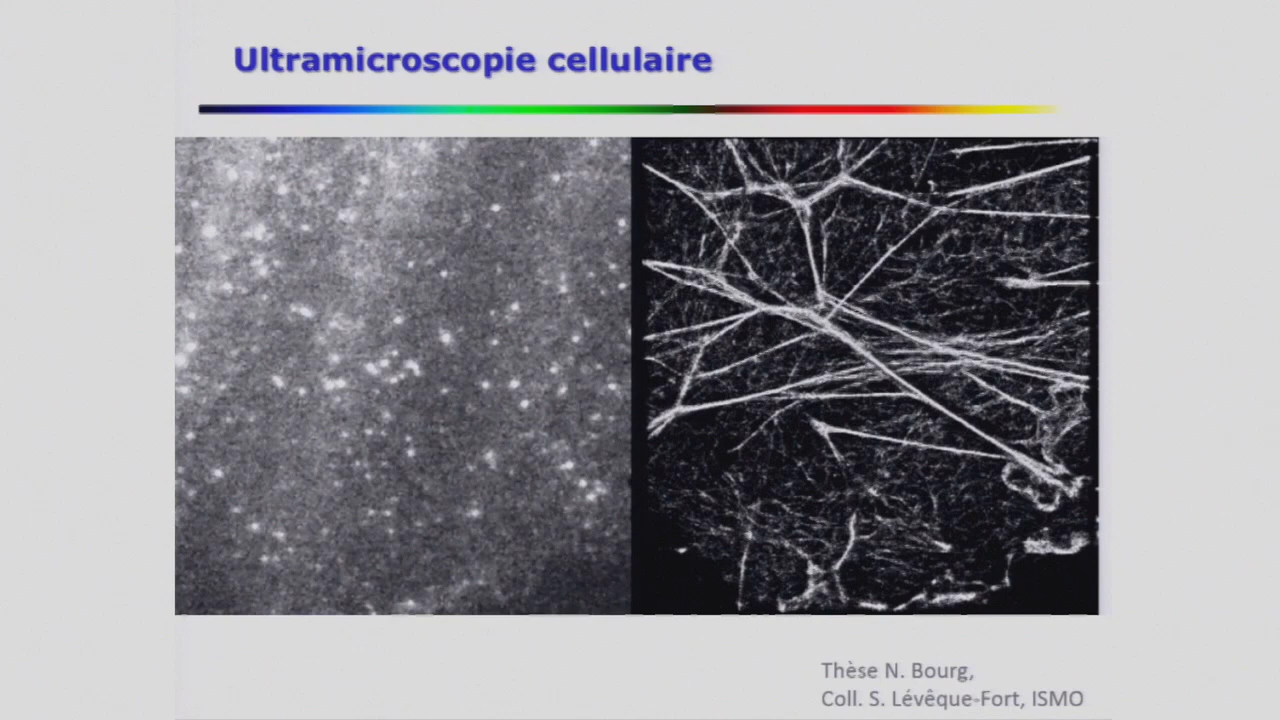 Ultramicroscopie cellulaire
Thèse N. Bourg,
Coll. S. Lévêque-Fort, ISMO